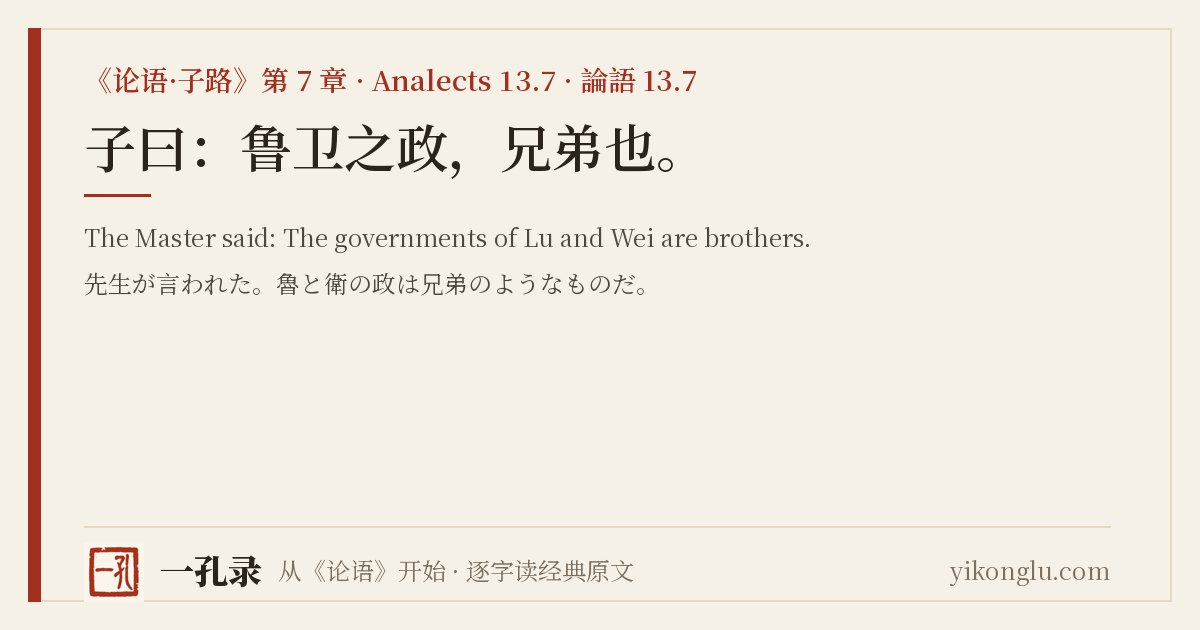 《论语·子路》第 7 章 · Analects 13.7 · 論語 13.7
子曰：鲁卫之政，兄弟也。
The Master said: The governments of Lu and Wei are brothers.
先生が言われた。魯と衛の政は兄弟のようなものだ。
一孔
一孔录
从《论语》开始 · 逐字读经典原文
yikonglu.com